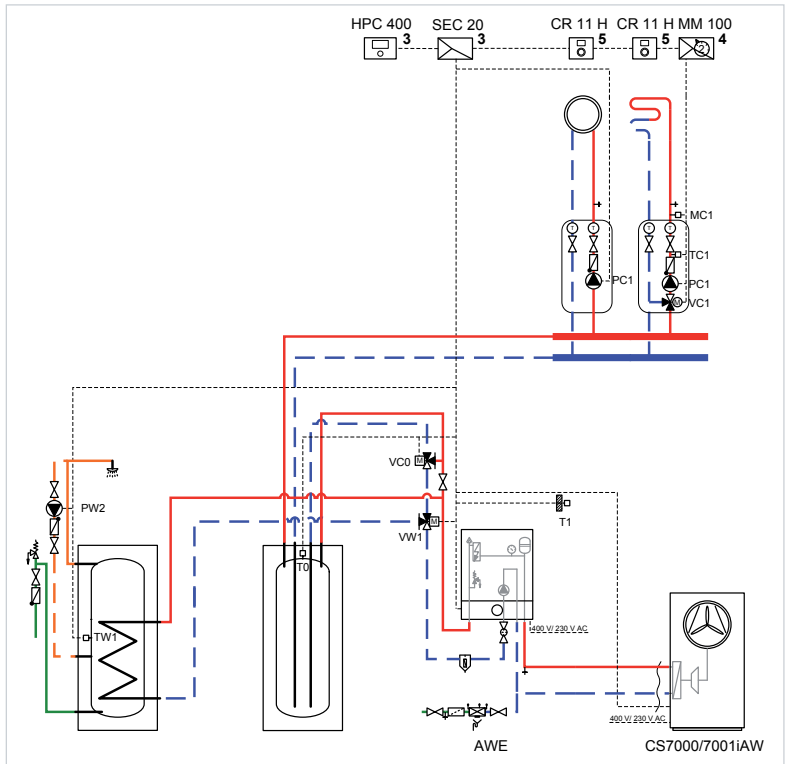 HPC 400 SEC 20 CR 11 H CR 11 H MM 100
3 3 5 5 4
2
T T T T
MC1
TC1
PC1 PC1
M VC1
M
VC0
PW2
M
VW1
T1
T0
TW1
400 V/ 230 V AC
400 V/ 230 V AC
AWE CS7000/7001iAW